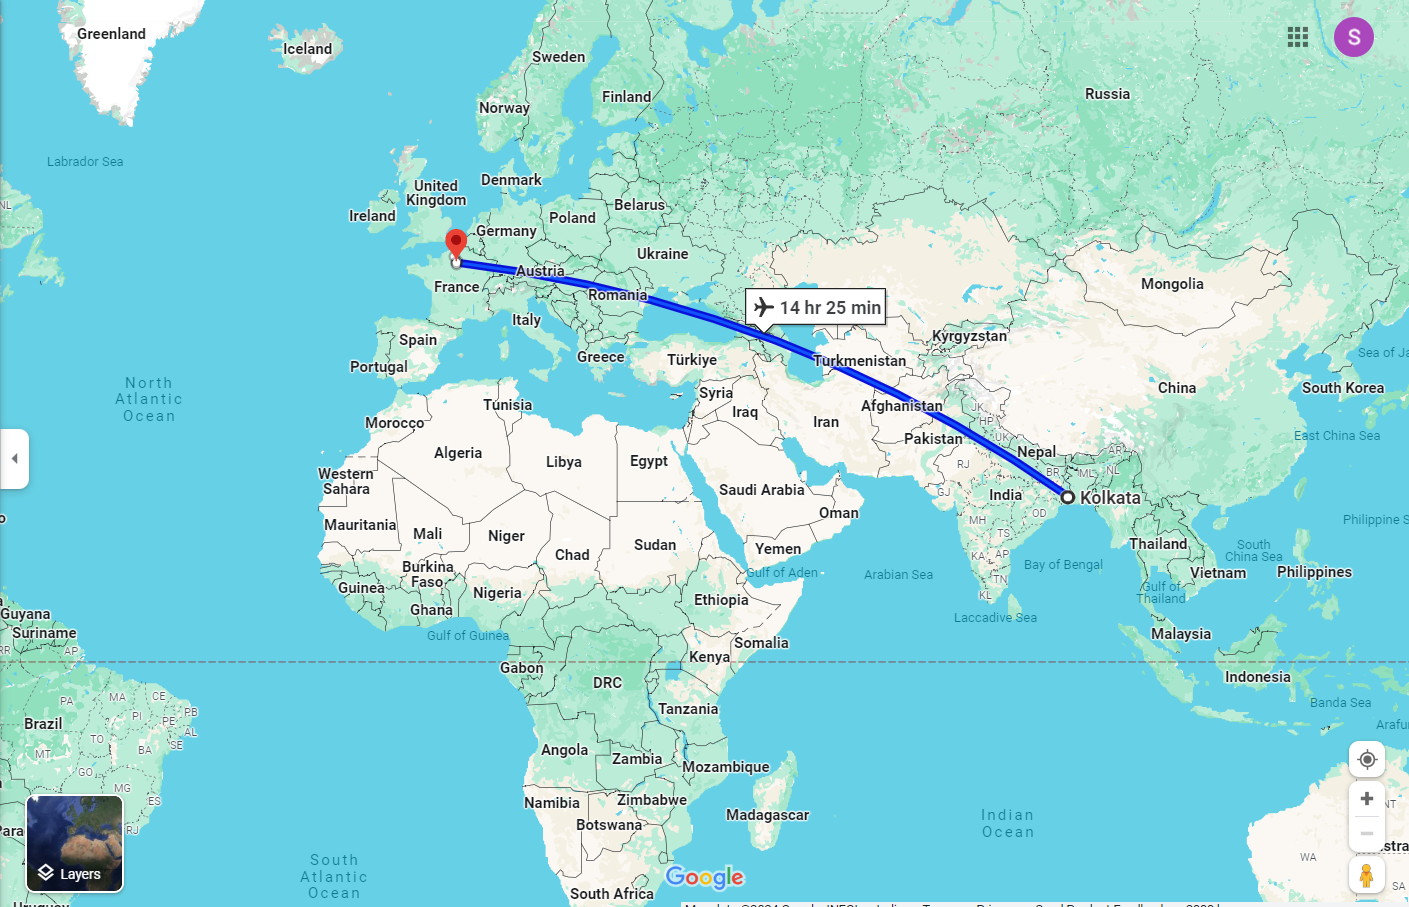 Greenland
Iceland
S
Sweden
Finland
Norway
Russia
Labrador Sea
United
Kingdom
Denmark
Ireland
Belarus
Poland
NL
Germany
Ukraine
Austria
France
Romania
Mongolia
14 hr 25 min
Italy
Spain
Kyrgyzstan
Greece
Türkiye
Turkmenistan
Portugal
Sea of Ja
North
Atlantic
Ocean
Syria
China
South Korea
Tunisia
Iraq
Afghanistan
JK
Morocco
Iran
HP
Pakistan
UK
East China Sea
Algeria
Libya
Egypt
Nepal
AR
RJ
BR
ML
NL
Western
Sahara
Saudi Arabia
GJ
India
Kolkata
Oman
OD
MH
Philippine S
Mauritania
Mali
Niger
Chad
Sudan
Yemen
TS
Thailand
South
China Sea
KA
AP
Burkina
Faso
Gulf of Aden
Arabian Sea
Bay of Bengal
Vietnam
Philippines
Guinea
Nigeria
Ethiopia
TN
KL
Gulf of
Thailand
Ghana
Guyana
Laccadive Sea
Suriname
Gulf of Guinea
Somalia
Malaysia
RR
AP
Gabon
Kenya
DRC
Indonesia
PA
MA
CE
Tanzania
Banda Sea
Brazil
PI
PE
PB
AL
Arafur
TO
BA
SE
MT
Angola
Zambia
Mozambique
GO
MG
ES
Namibia
Zimbabwe
NT
Botswana
Madagascar
Indian
Ocean
Para
RJ
stra
WA
South
Atlantic
Ocean
Layers
Google
South Africa
SA
Uruguay